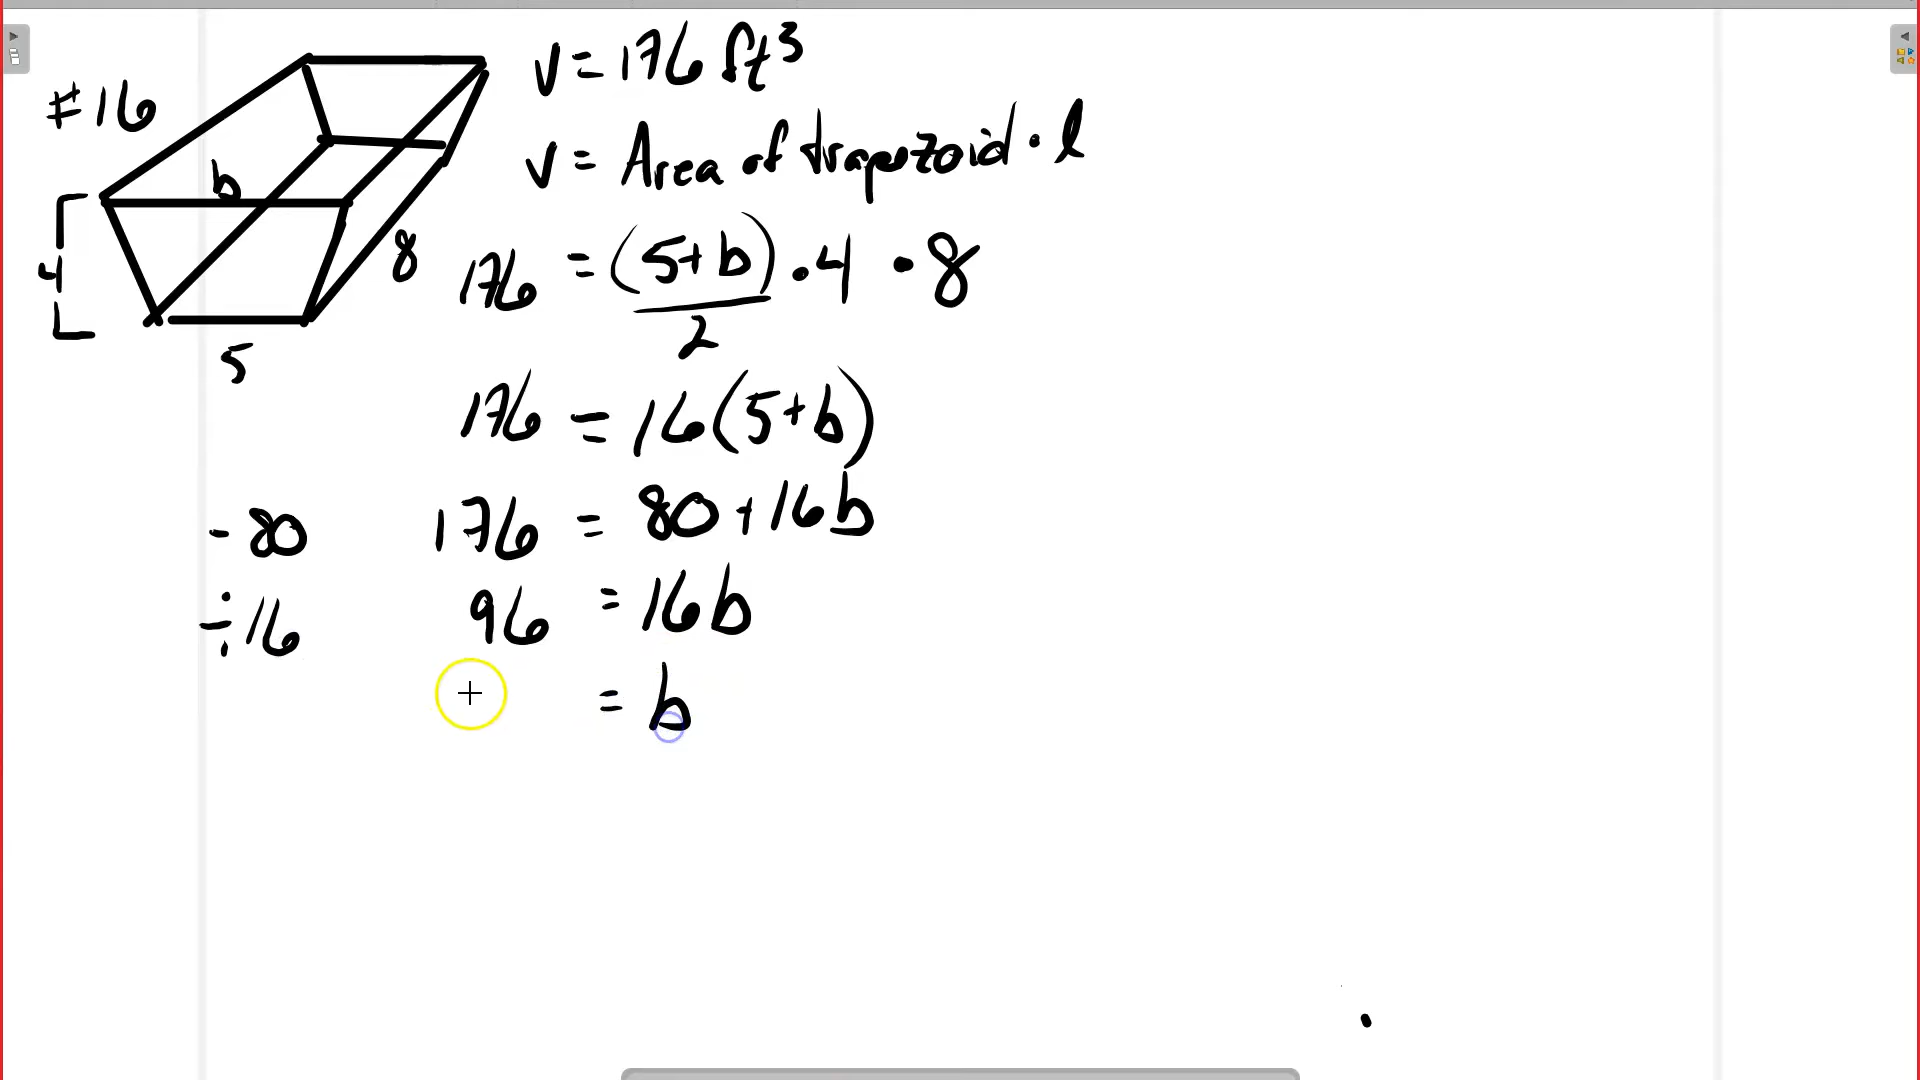 #16
b
4
8
5
V = 176 ft³
V = Area of trapezoid · l
176 = (5+b)/2 · 4 · 8
176 = 16(5+b)
-80 176 = 80+16b
÷16 96 = 16b
= b